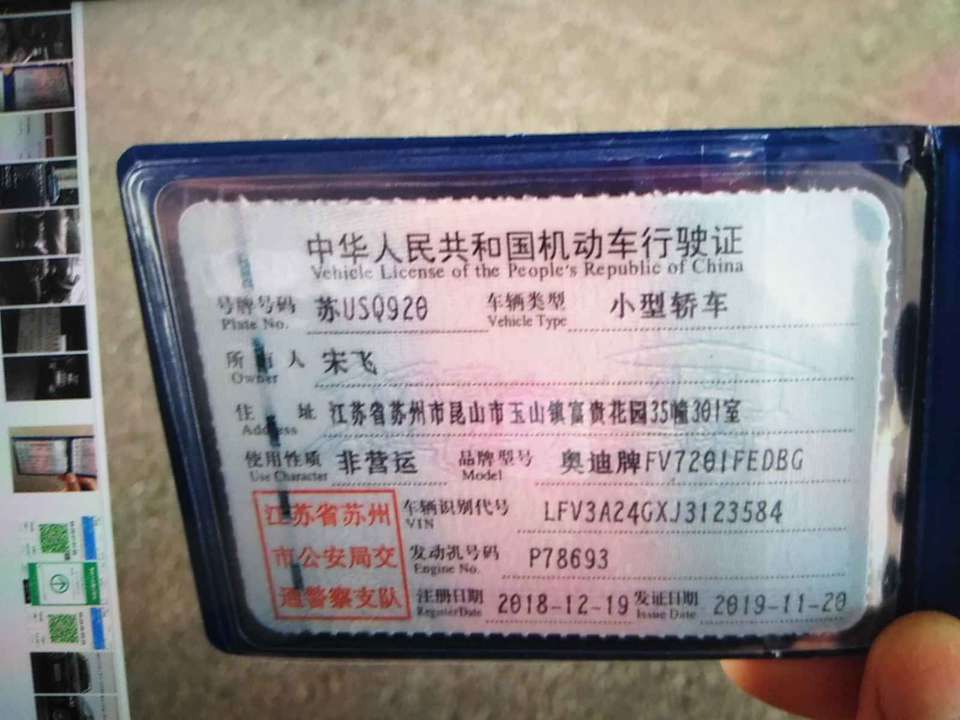 中华人民共和国机动车行驶证
Vehicle License of the People's Republic of China
号牌号码 苏USQ920 车辆类型 小型轿车
Plate No. Vehicle Type
所有人 宋飞
Owner
住址 江苏省苏州市昆山市玉山镇富贵花园35幢301室
Address
使用性质 非营运 品牌型号 奥迪牌FV7201FEDBG
Use Character Model
江苏省苏州 车辆识别代号 LFV3A24GXJ3123584
VIN
市公安局交 发动机号码 P78693
Engine No.
通警察支队 注册日期 2018-12-19 发证日期 2019-11-20
Register Date Issue Date